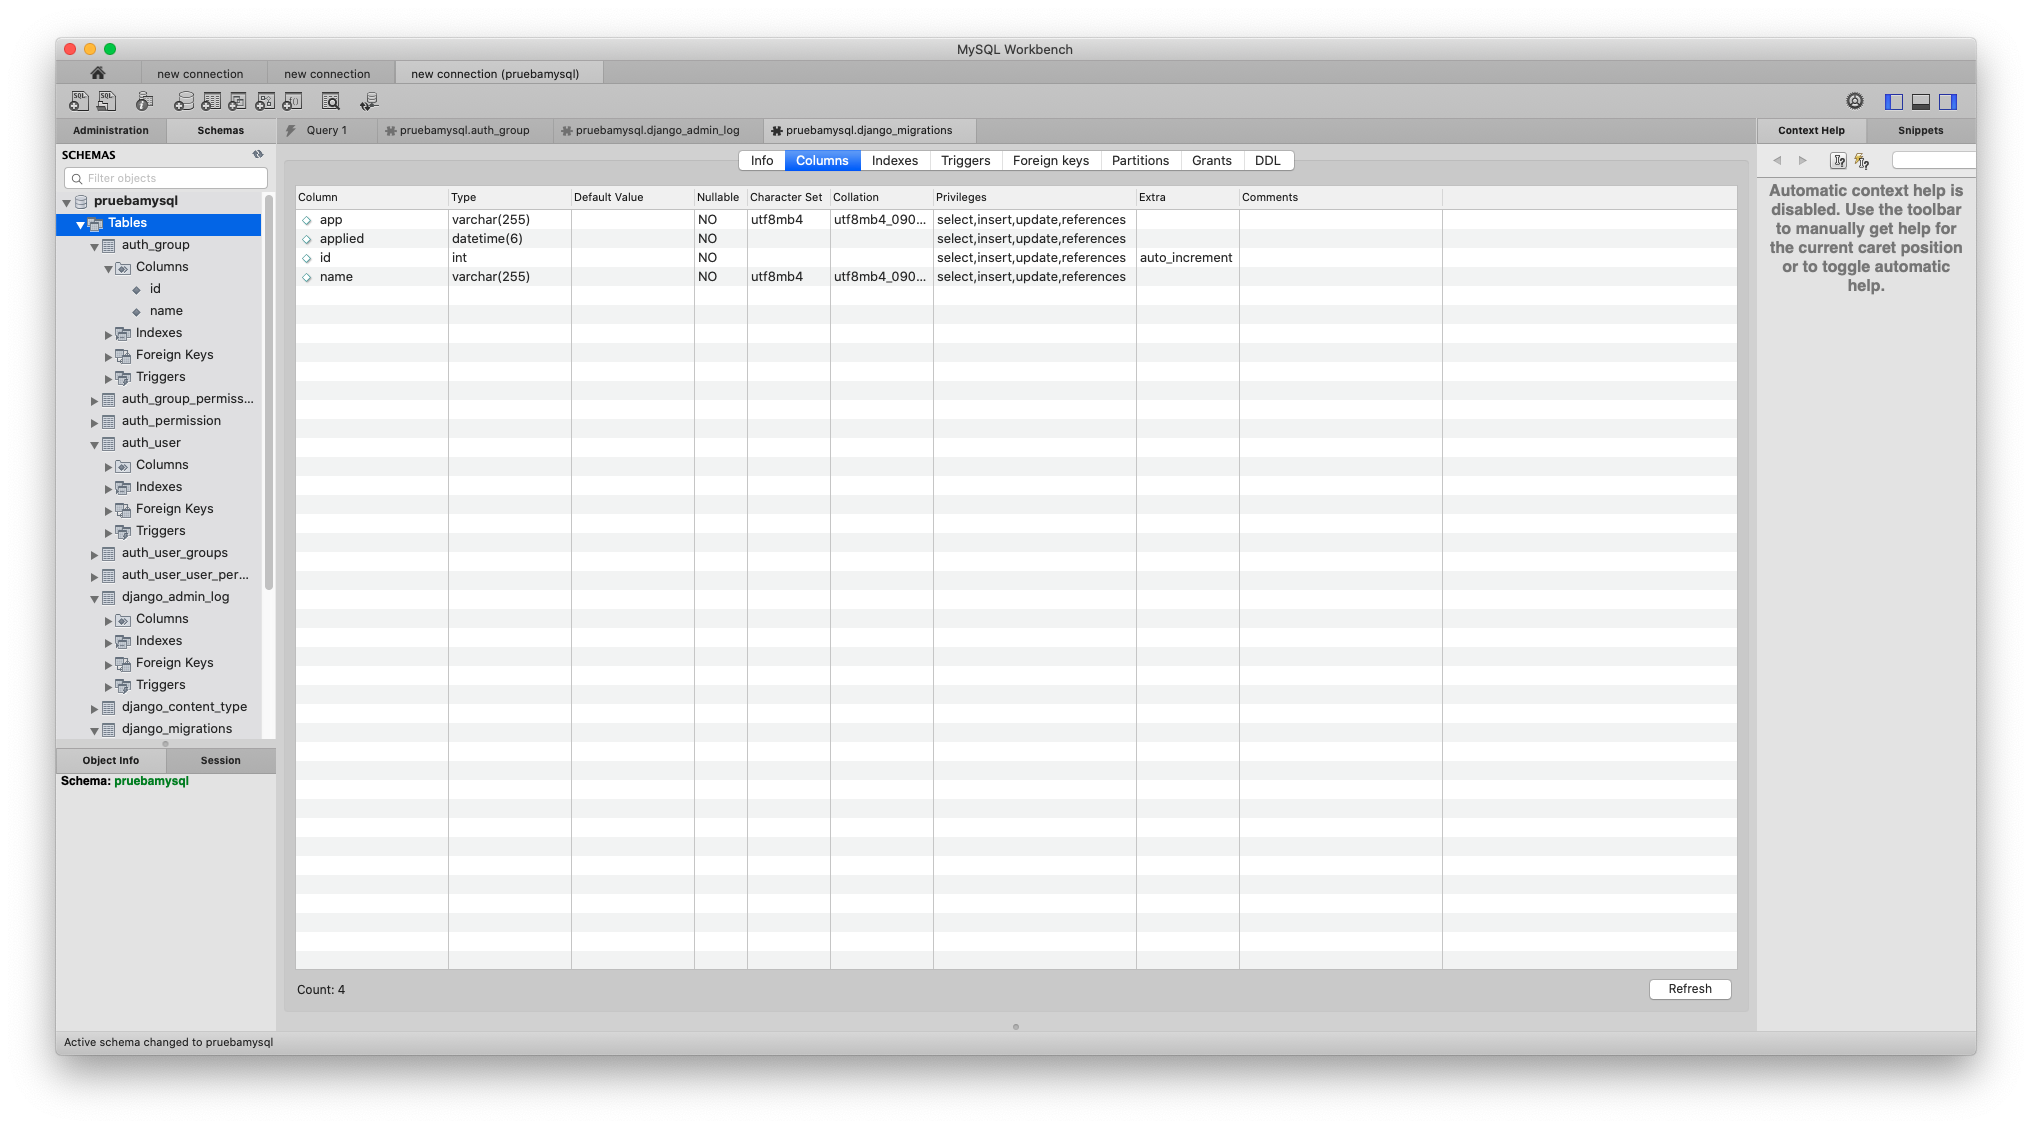 MySQL Workbench
new connection
new connection
new connection (pruebamysql)
Administration
Schemas
Query 1
pruebamysql.auth_group
pruebamysql.django_admin_log
pruebamysql.django_migrations
Context Help
Snippets
SCHEMAS
Filter objects
pruebamysql
Tables
auth_group
Columns
id
name
Indexes
Foreign Keys
Triggers
auth_group_permiss...
auth_permission
auth_user
Columns
Indexes
Foreign Keys
Triggers
auth_user_groups
auth_user_user_per...
django_admin_log
Columns
Indexes
Foreign Keys
Triggers
django_content_type
django_migrations
Object Info
Session
Schema: pruebamysql
Info Columns Indexes Triggers Foreign keys Partitions Grants DDL
Column Type Default Value Nullable Character Set Collation Privileges Extra Comments
app varchar(255) NO utf8mb4 utf8mb4_090... select,insert,update,references
applied datetime(6) NO select,insert,update,references
id int NO select,insert,update,references auto_increment
name varchar(255) NO utf8mb4 utf8mb4_090... select,insert,update,references
Count: 4
Refresh
Automatic context help is
disabled. Use the toolbar
to manually get help for
the current caret position
or to toggle automatic
help.
Active schema changed to pruebamysql